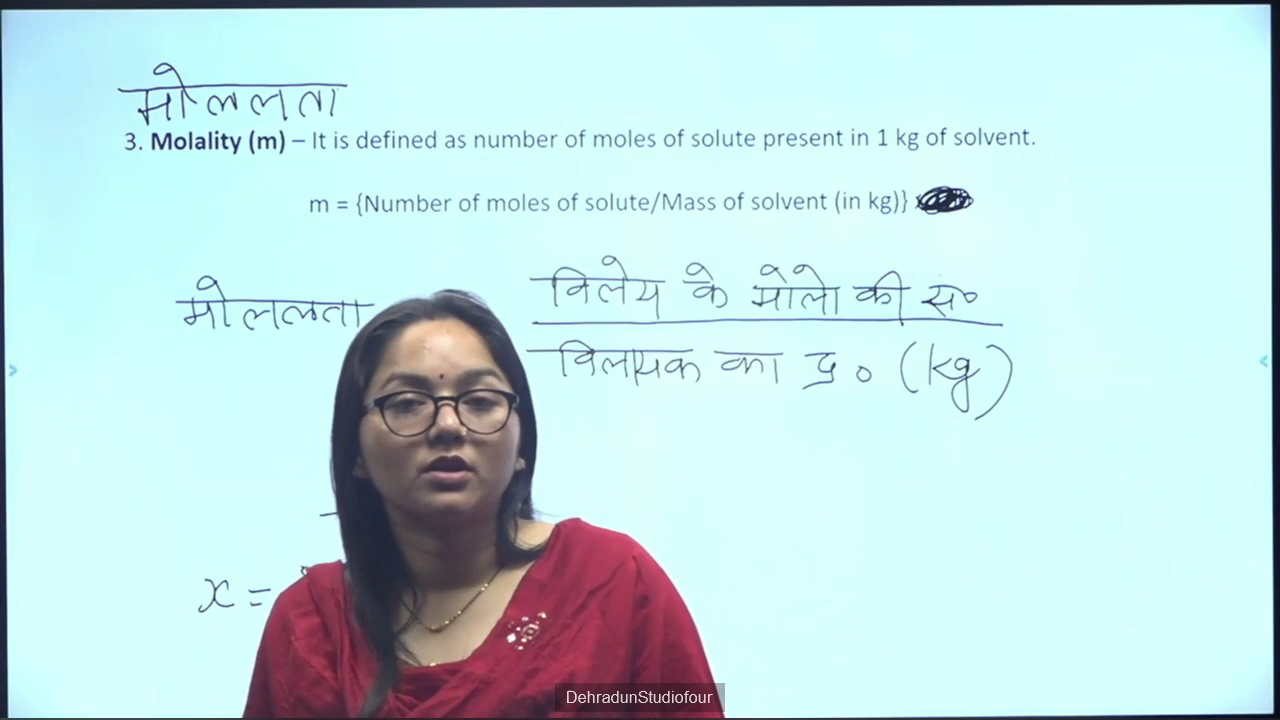 मोललता
3. Molality (m) – It is defined as number of moles of solute present in 1 kg of solvent.
m = {Number of moles of solute/Mass of solvent (in kg)}
मोललता
विलेय के मोलो की स०
विलायक का द्र० (kg)
x =
DehradunStudiofour